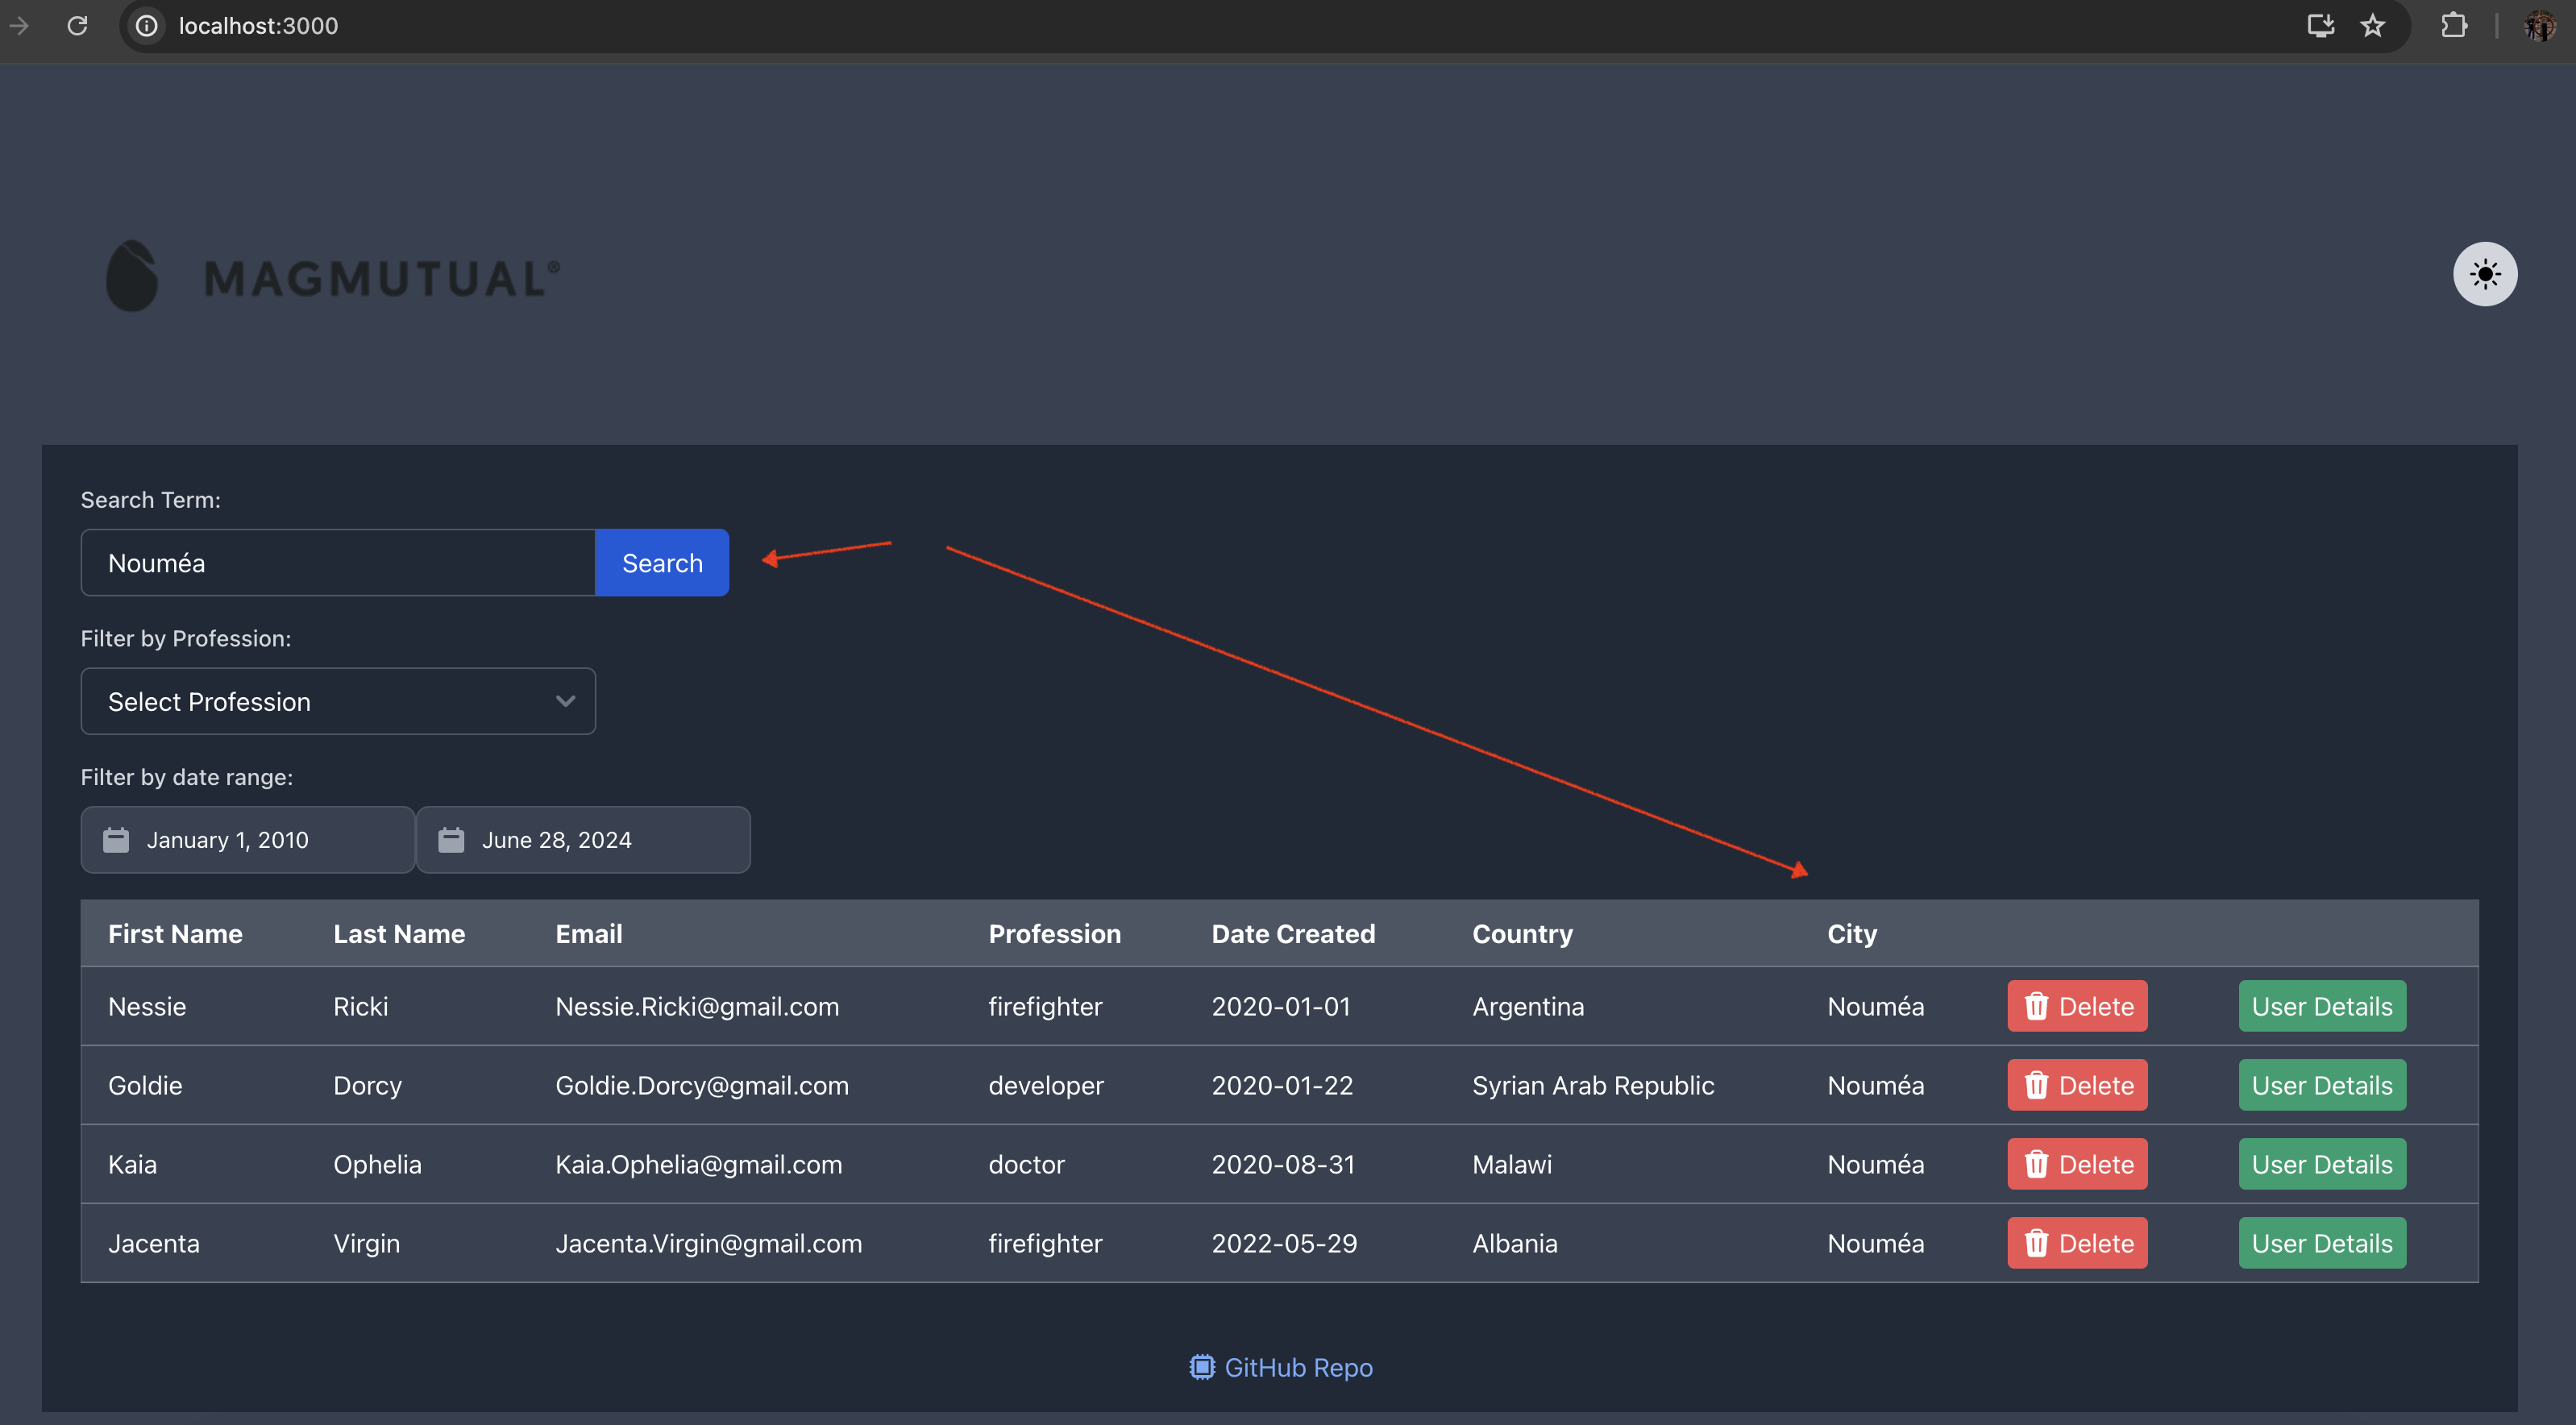 localhost:3000
MAGMUTUAL®
Search Term:
Nouméa Search
Filter by Profession:
Select Profession
Filter by date range:
January 1, 2010 June 28, 2024
First Name Last Name Email Profession Date Created Country City
Nessie Ricki Nessie.Ricki@gmail.com firefighter 2020-01-01 Argentina Nouméa Delete User Details
Goldie Dorcy Goldie.Dorcy@gmail.com developer 2020-01-22 Syrian Arab Republic Nouméa Delete User Details
Kaia Ophelia Kaia.Ophelia@gmail.com doctor 2020-08-31 Malawi Nouméa Delete User Details
Jacenta Virgin Jacenta.Virgin@gmail.com firefighter 2022-05-29 Albania Nouméa Delete User Details
GitHub Repo